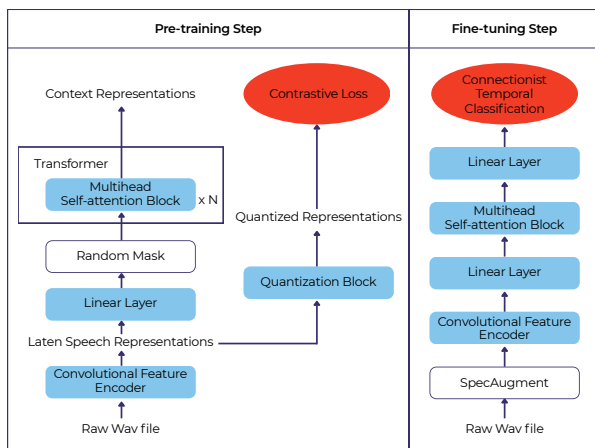 Pre-training Step
Context Representations
Transformer
Multihead
Self-attention Block
x N
Random Mask
Linear Layer
Laten Speech Representations
Convolutional Feature
Encoder
Raw Wav file
Contrastive Loss
Quantized Representations
Quantization Block
Fine-tuning Step
Connectionist
Temporal
Classification
Linear Layer
Multihead
Self-attention Block
Linear Layer
Convolutional Feature
Encoder
SpecAugment
Raw Wav file